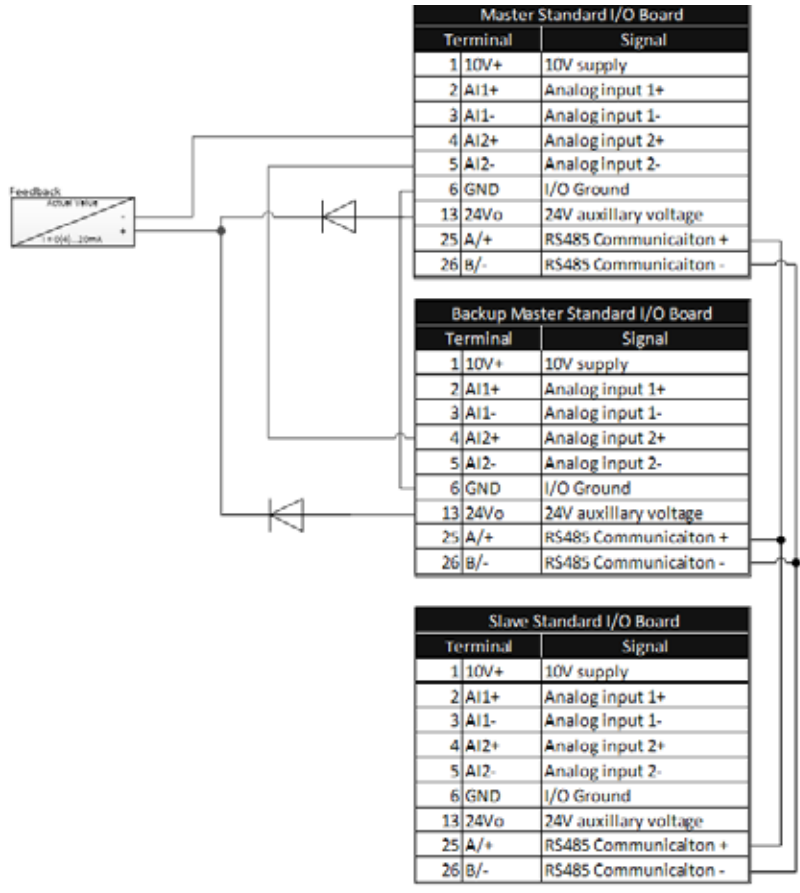 Master Standard I/O Board
Terminal Signal
1 10V+ 10V supply
2 AI1+ Analog input 1+
3 AI1- Analog input 1-
4 AI2+ Analog input 2+
5 AI2- Analog input 2-
6 GND I/O Ground
13 24Vo 24V auxillary voltage
25 A/+ RS485 Communicaiton +
26 B/- RS485 Communicaiton -
Feedback
Actual Value
-
+
I = 0(4)...20mA
Backup Master Standard I/O Board
Terminal Signal
1 10V+ 10V supply
2 AI1+ Analog input 1+
3 AI1- Analog input 1-
4 AI2+ Analog input 2+
5 AI2- Analog input 2-
6 GND I/O Ground
13 24Vo 24V auxillary voltage
25 A/+ RS485 Communicaiton +
26 B/- RS485 Communicaiton -
Slave Standard I/O Board
Terminal Signal
1 10V+ 10V supply
2 AI1+ Analog input 1+
3 AI1- Analog input 1-
4 AI2+ Analog input 2+
5 AI2- Analog input 2-
6 GND I/O Ground
13 24Vo 24V auxillary voltage
25 A/+ RS485 Communicaiton +
26 B/- RS485 Communicaiton -